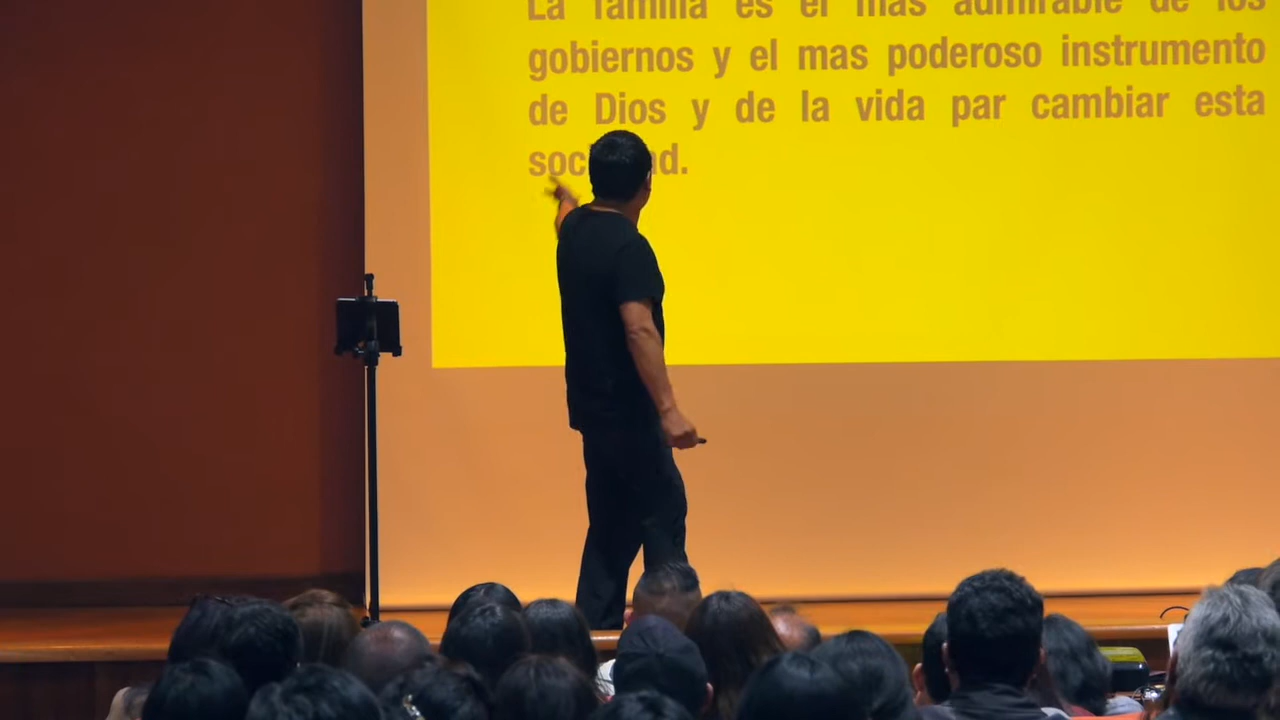 La familia es el mas admirable de los
gobiernos y el mas poderoso instrumento
de Dios y de la vida par cambiar esta